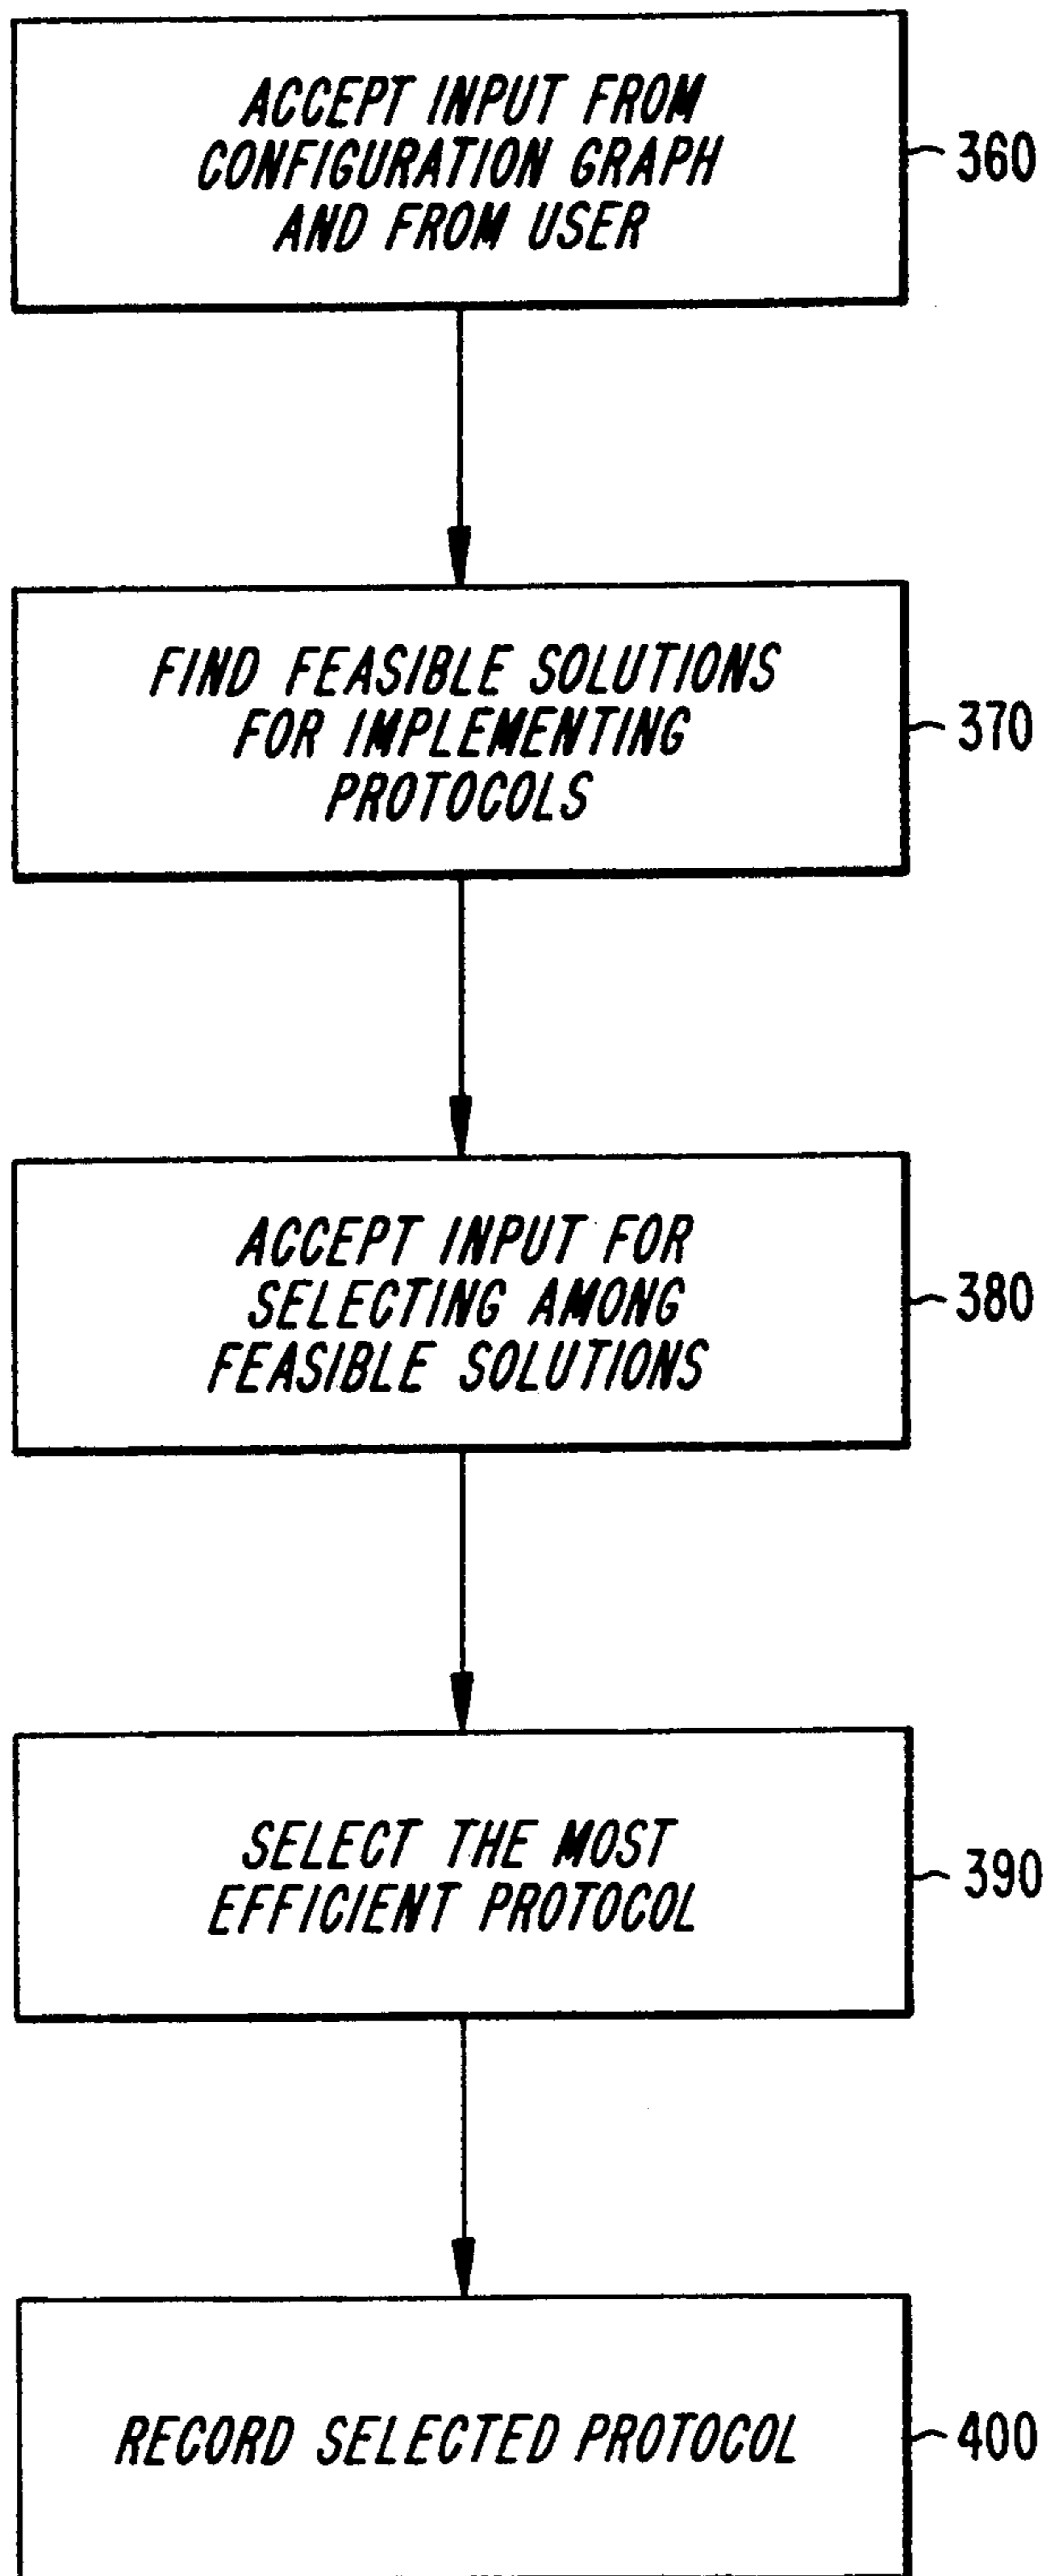 ACCEPT INPUT FROM
CONFIGURATION GRAPH
AND FROM USER
360
FIND FEASIBLE SOLUTIONS
FOR IMPLEMENTING
PROTOCOLS
370
ACCEPT INPUT FOR
SELECTING AMONG
FEASIBLE SOLUTIONS
380
SELECT THE MOST
EFFICIENT PROTOCOL
390
RECORD SELECTED PROTOCOL
400